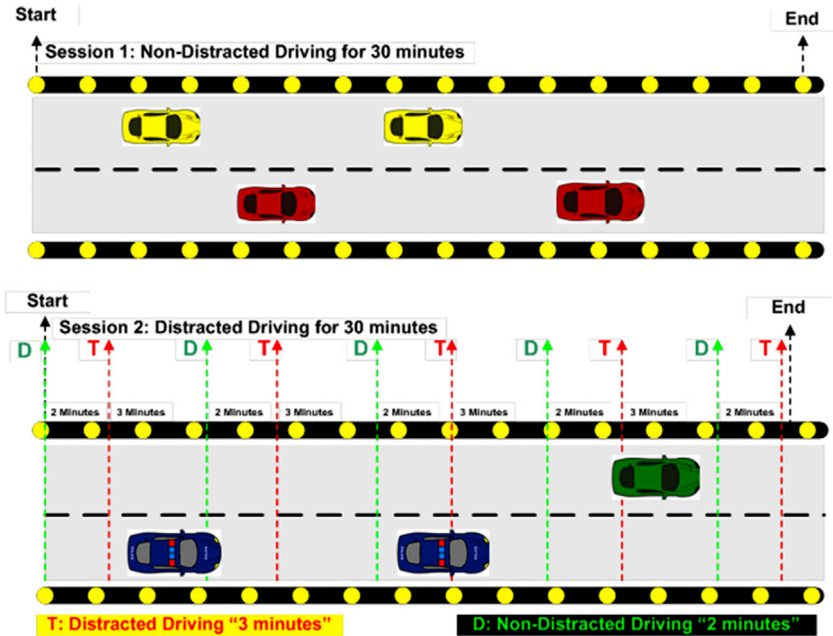 Start
End
Session 1: Non-Distracted Driving for 30 minutes
Start
End
Session 2: Distracted Driving for 30 minutes
D T D T D T D T D T
2 Minutes 3 Minutes 2 Minutes 3 Minutes 2 Minutes 3 Minutes 2 Minutes 3 Minutes 2 Minutes
T: Distracted Driving “3 minutes”
D: Non-Distracted Driving “2 minutes”